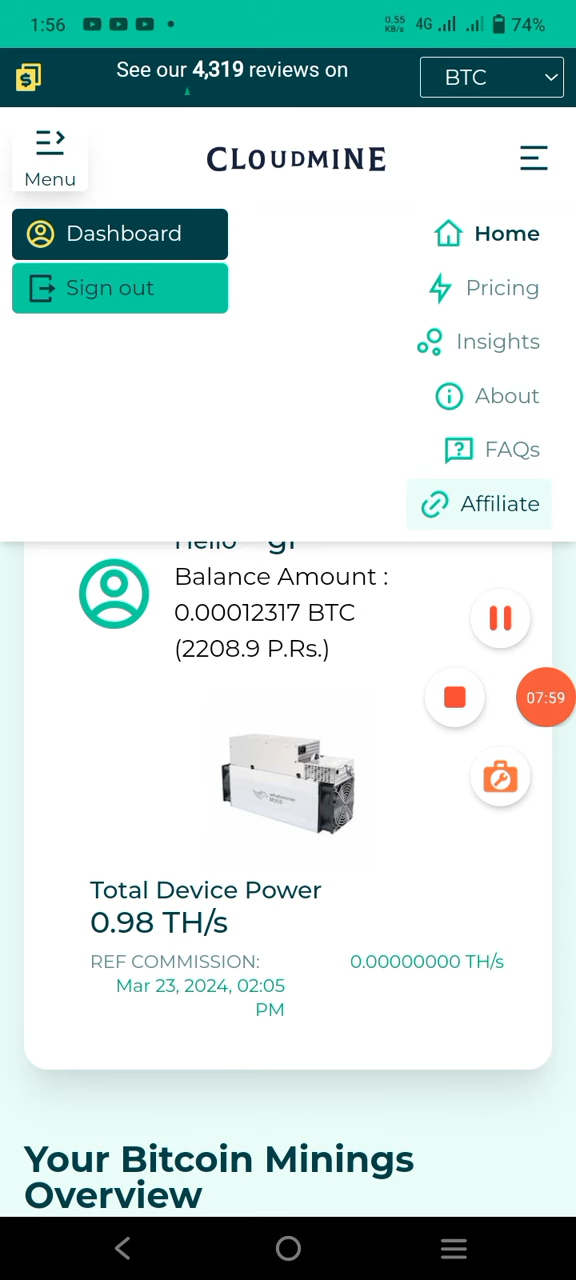 1:56
0.55 KB/s 4G 74%
See our 4,319 reviews on
BTC
Menu
CLOUDMINE
Dashboard
Sign out
Home
Pricing
Insights
About
FAQs
Affiliate
Hello gr
Balance Amount :
0.00012317 BTC
(2208.9 P.Rs.)
07:59
Total Device Power
0.98 TH/s
REF COMMISSION: 0.00000000 TH/s
Mar 23, 2024, 02:05
PM
Your Bitcoin Minings
Overview